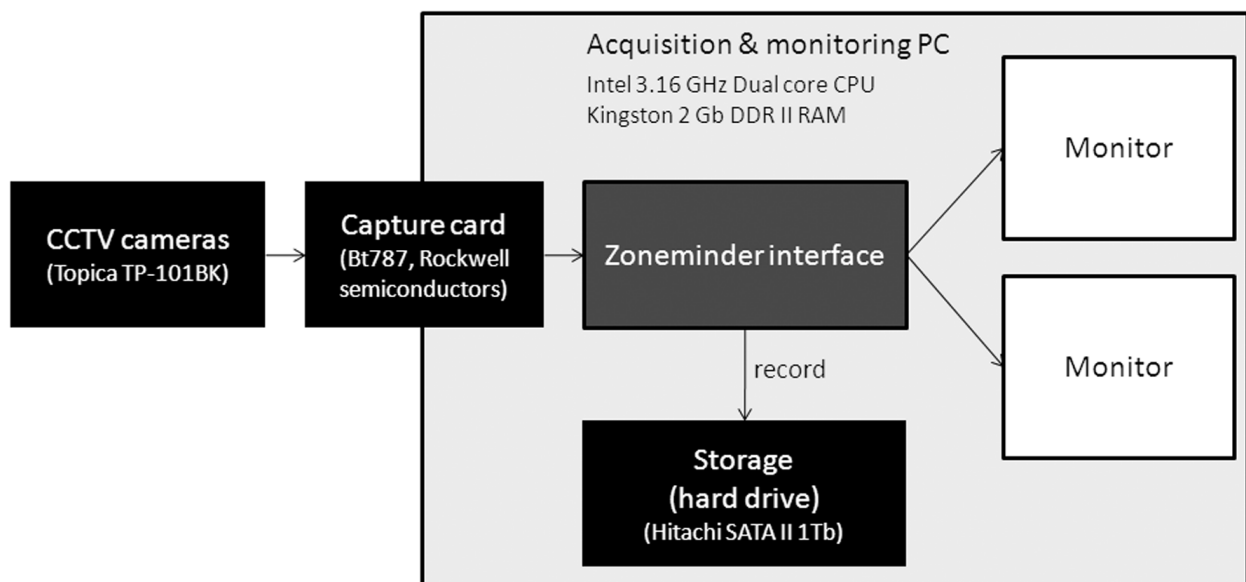 Acquisition & monitoring PC
Intel 3.16 GHz Dual core CPU
Kingston 2 Gb DDR II RAM
CCTV cameras
(Topica TP-101BK)
Capture card
(Bt787, Rockwell
semiconductors)
Zoneminder interface
Monitor
Monitor
record
Storage
(hard drive)
(Hitachi SATA II 1Tb)